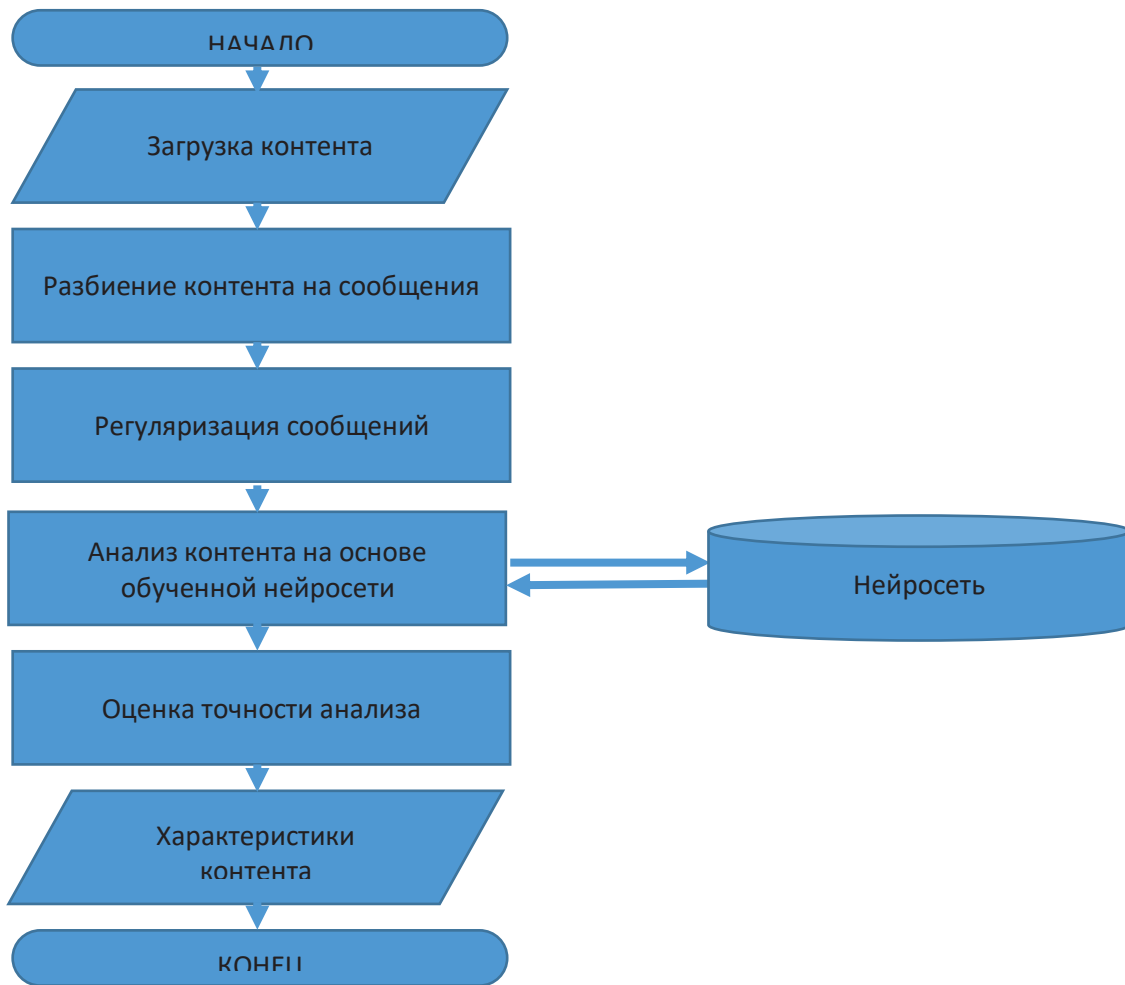 НАЧАЛО
Загрузка контента
Разбиение контента на сообщения
Регуляризация сообщений
Анализ контента на основе
обученной нейросети
Нейросеть
Оценка точности анализа
Характеристики
контента
КОНЕЦ